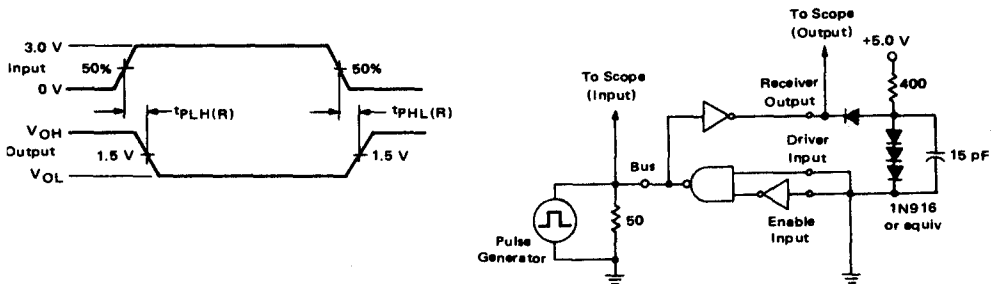 3.0 V
Input
50%
50%
0 V
tPLH(R)
tPHL(R)
VOH
Output
1.5 V
1.5 V
VOL
To Scope
(Output)
+5.0 V
To Scope
(Input)
Receiver
Output
400
Driver
Input
15 pF
Bus
50
1N916
or equiv
Enable
Input
Pulse
Generator